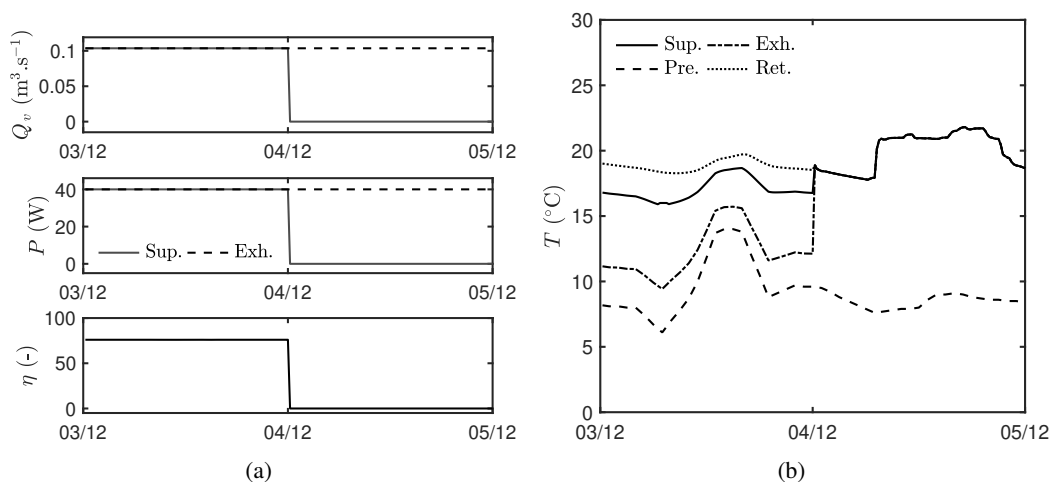 Q_v (m³.s⁻¹)
0.1
0.05
0
03/12 04/12 05/12
P (W)
40
20
0
Sup. Exh.
03/12 04/12 05/12
η (-)
100
50
0
03/12 04/12 05/12
(a)
T (°C)
30
25
20
15
10
5
0
Sup. Exh.
Pre. Ret.
03/12 04/12 05/12
(b)